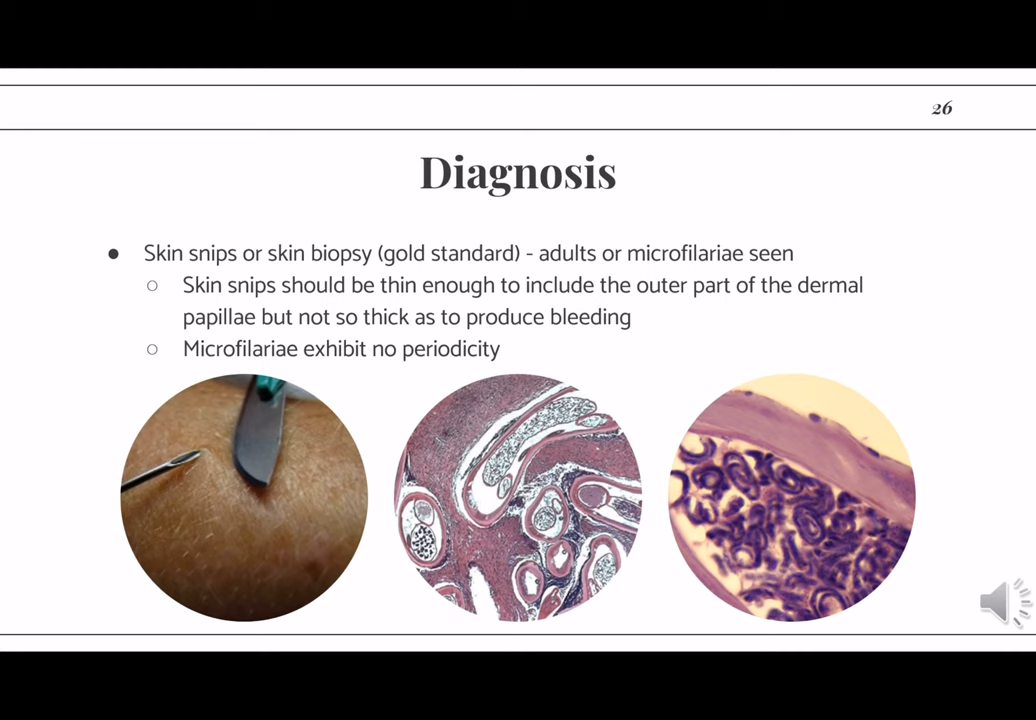 26
Diagnosis
● Skin snips or skin biopsy (gold standard) - adults or microfilariae seen
○ Skin snips should be thin enough to include the outer part of the dermal
papillae but not so thick as to produce bleeding
○ Microfilariae exhibit no periodicity